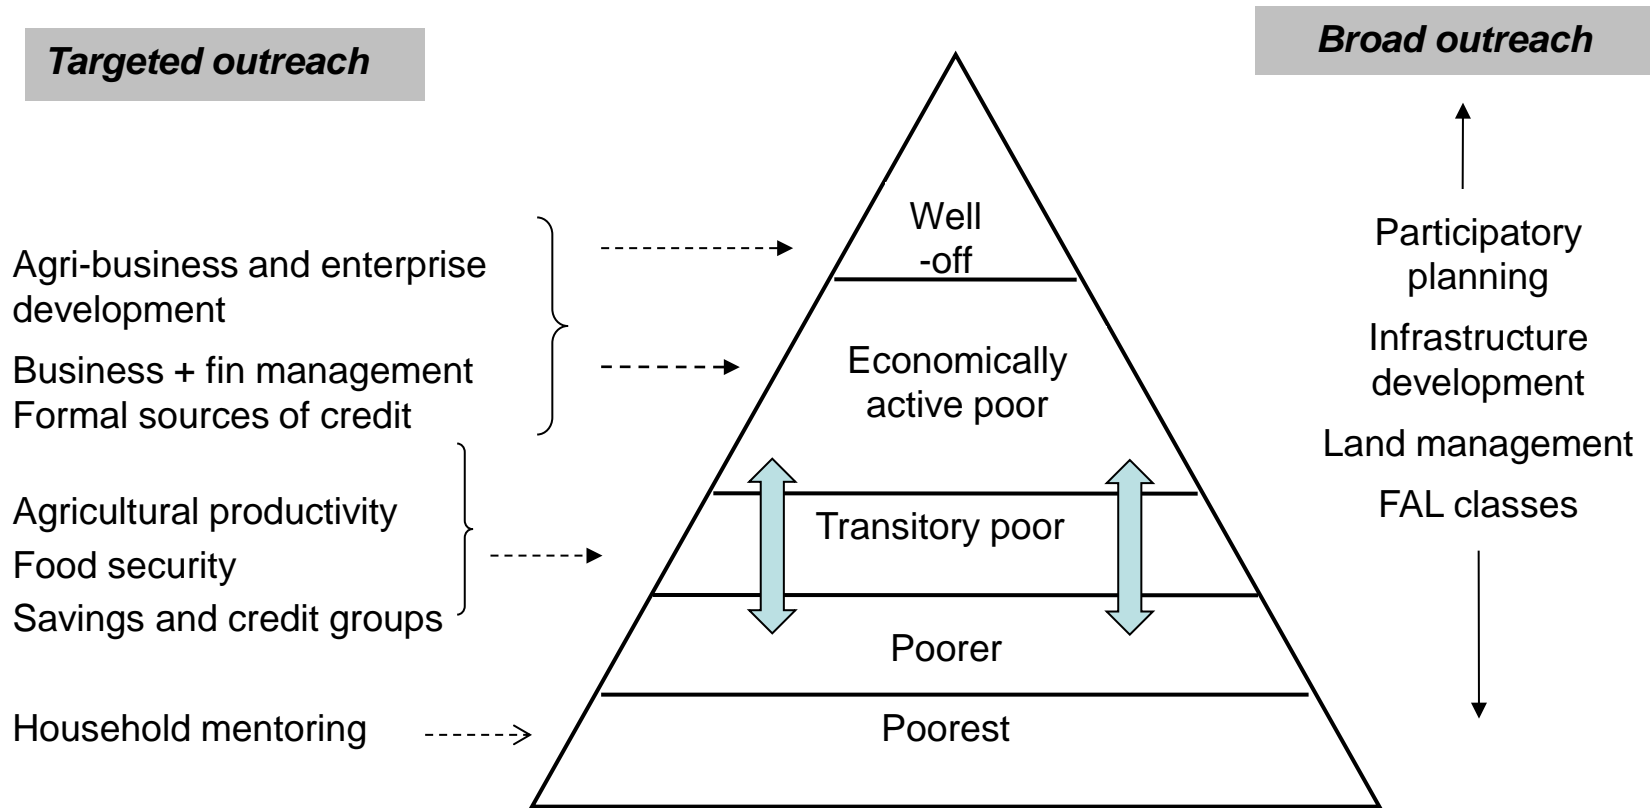 Targeted outreach
Agri-business and enterprise
development
Business + fin management
Formal sources of credit
Agricultural productivity
Food security
Savings and credit groups
Household mentoring
Well
-off
Economically
active poor
Transitory poor
Poorer
Poorest
Broad outreach
Participatory
planning
Infrastructure
development
Land management
FAL classes